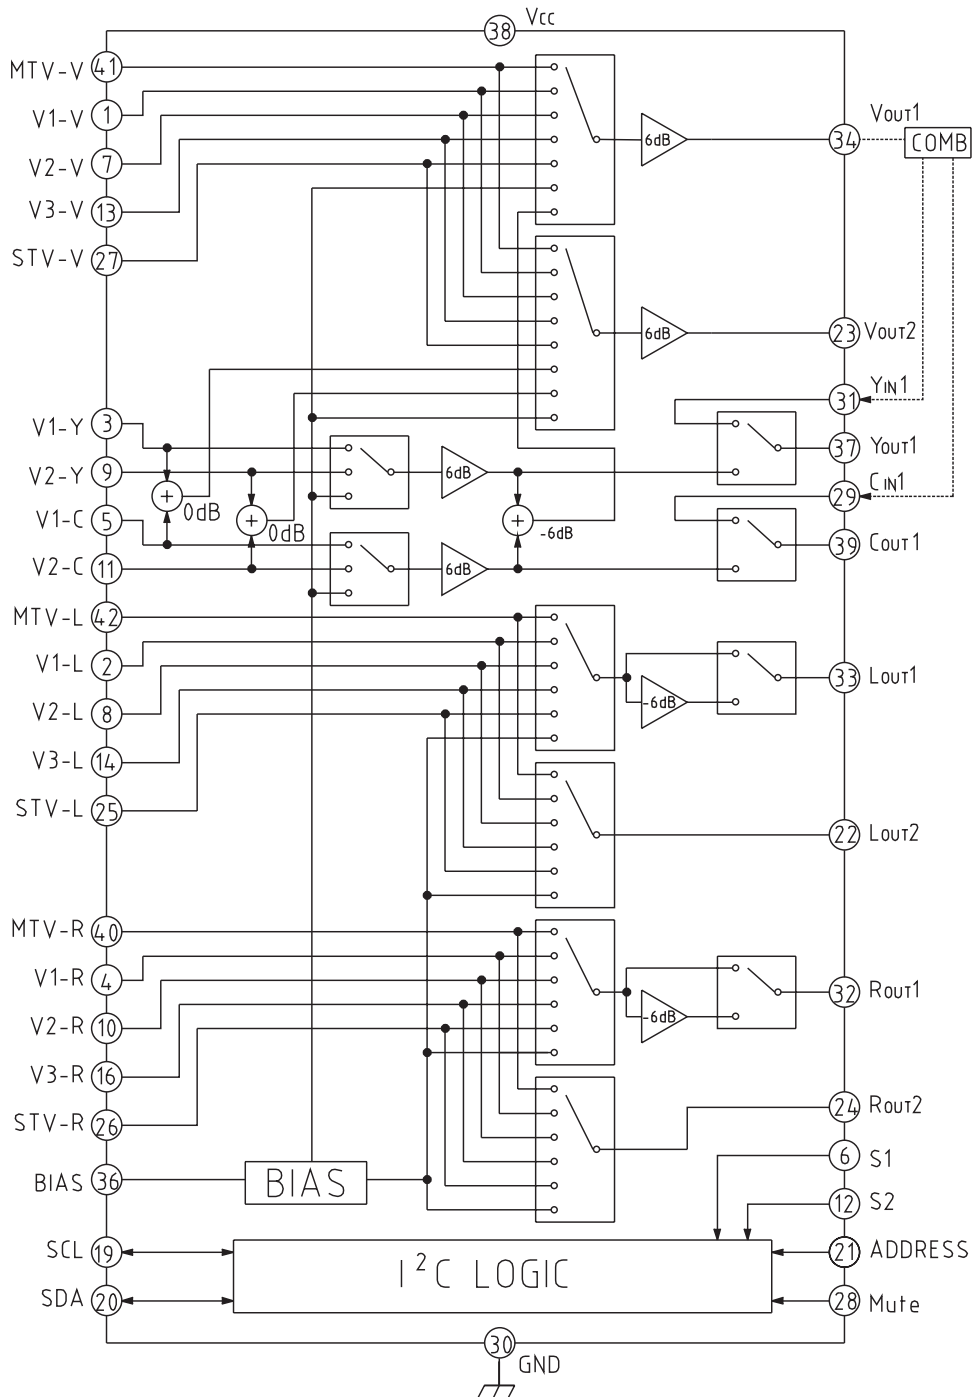 38 Vcc
MTV-V 41
V1-V 1
V2-V 7
V3-V 13
STV-V 27
6dB
34 Vout1
COMB
6dB
23 Vout2
31 YIN1
V1-Y 3
V2-Y 9
V1-C 5
V2-C 11
+ 0dB
+ 0dB
6dB
6dB
+ -6dB
37 Yout1
29 CIN1
39 Cout1
MTV-L 42
V1-L 2
V2-L 8
V3-L 14
STV-L 25
-6dB
33 Lout1
22 Lout2
MTV-R 40
V1-R 4
V2-R 10
V3-R 16
STV-R 26
-6dB
32 Rout1
24 Rout2
BIAS 36
BIAS
6 S1
12 S2
SCL 19
SDA 20
I²C LOGIC
21 ADDRESS
28 Mute
30 GND